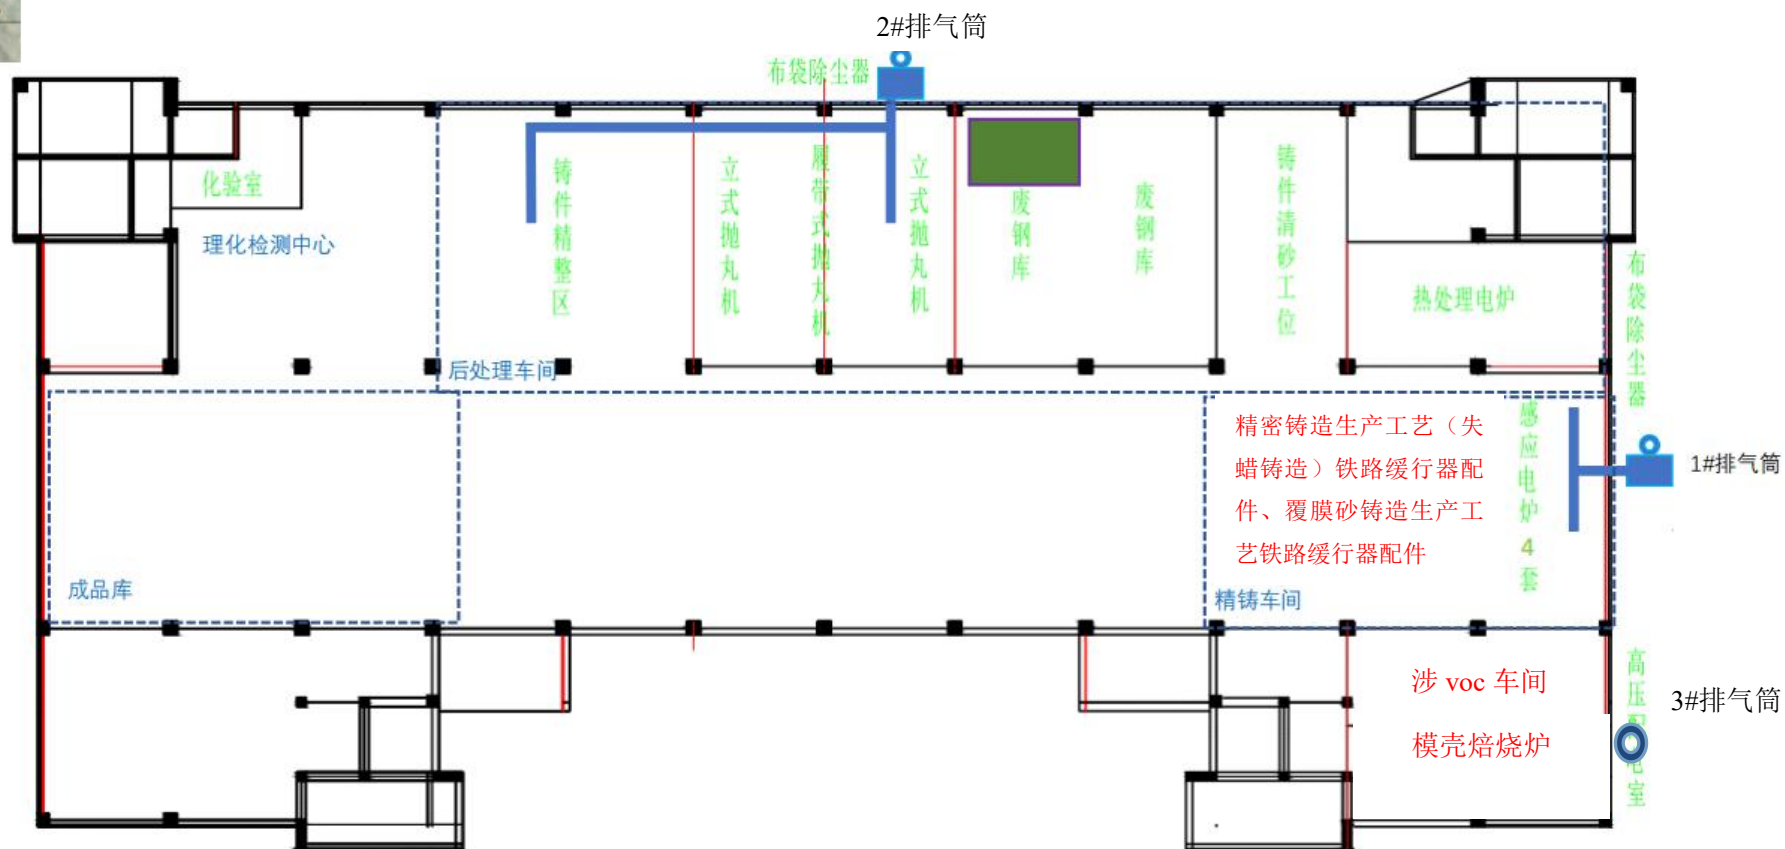 2#排气筒
布袋除尘器
化验室
理化检测中心
铸件精整区
立式抛丸机
履带式抛丸机
立式抛丸机
废钢库
废钢库
铸件清砂工位
热处理电炉
布袋除尘器
后处理车间
精密铸造生产工艺（失
蜡铸造）铁路缓行器配
件、覆膜砂铸造生产工
艺铁路缓行器配件
感应电炉4套
1#排气筒
成品库
精铸车间
涉 voc 车间
模壳焙烧炉
高压配电室
3#排气筒